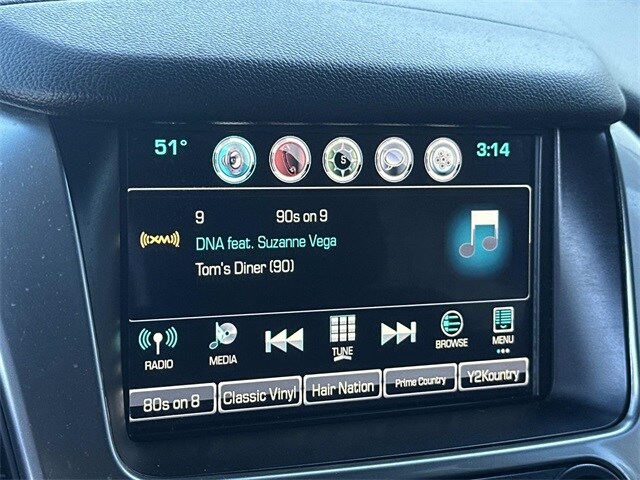 51° S 3:14
((XM)) 9 90s on 9
DNA feat. Suzanne Vega
Tom's Diner (90)
RADIO MEDIA TUNE BROWSE MENU
80s on 8 Classic Vinyl Hair Nation Prime Country Y2Kountry